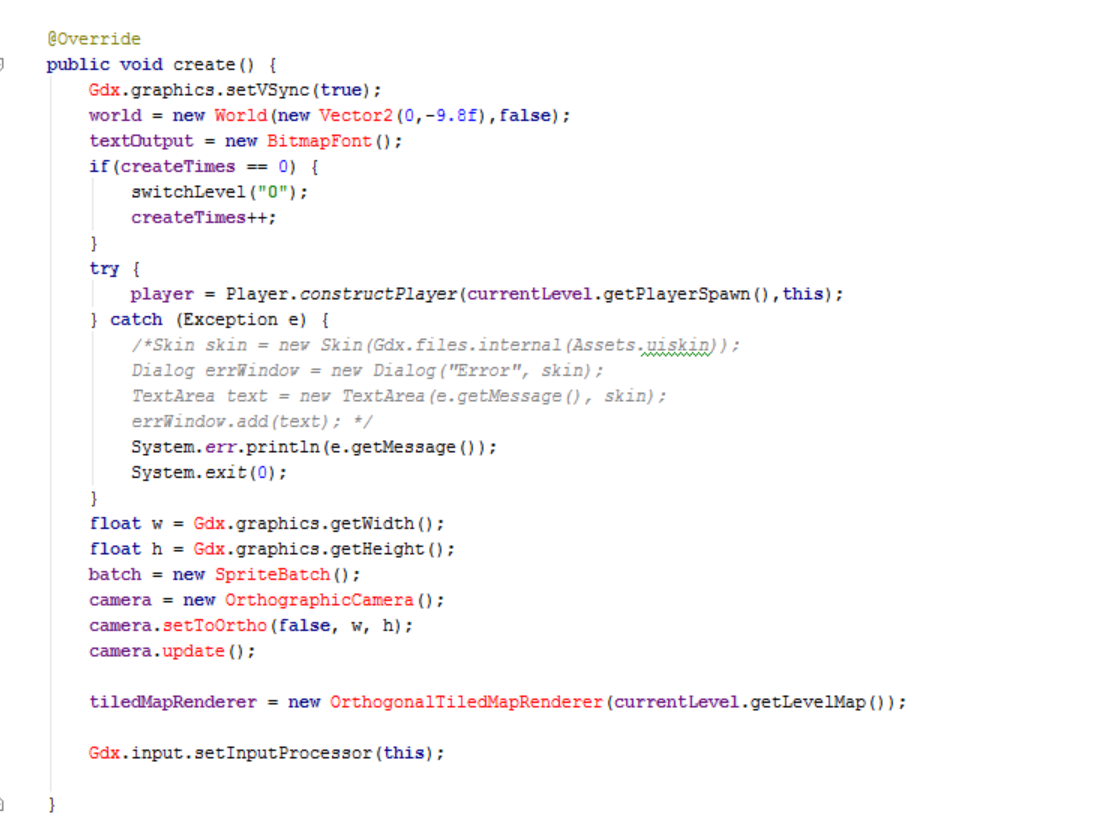 @Override
public void create() {
    Gdx.graphics.setVSync(true);
    world = new World(new Vector2(0,-9.8f),false);
    textOutput = new BitmapFont();
    if(createTimes == 0) {
        switchLevel("0");
        createTimes++;
    }
    try {
        player = Player.constructPlayer(currentLevel.getPlayerSpawn(),this);
    } catch (Exception e) {
        /*Skin skin = new Skin(Gdx.files.internal(Assets.uiskin));
        Dialog errWindow = new Dialog("Error", skin);
        TextArea text = new TextArea(e.getMessage(), skin);
        errWindow.add(text); */
        System.err.println(e.getMessage());
        System.exit(0);
    }
    float w = Gdx.graphics.getWidth();
    float h = Gdx.graphics.getHeight();
    batch = new SpriteBatch();
    camera = new OrthographicCamera();
    camera.setToOrtho(false, w, h);
    camera.update();
    tiledMapRenderer = new OrthogonalTiledMapRenderer(currentLevel.getLevelMap());
    Gdx.input.setInputProcessor(this);
}